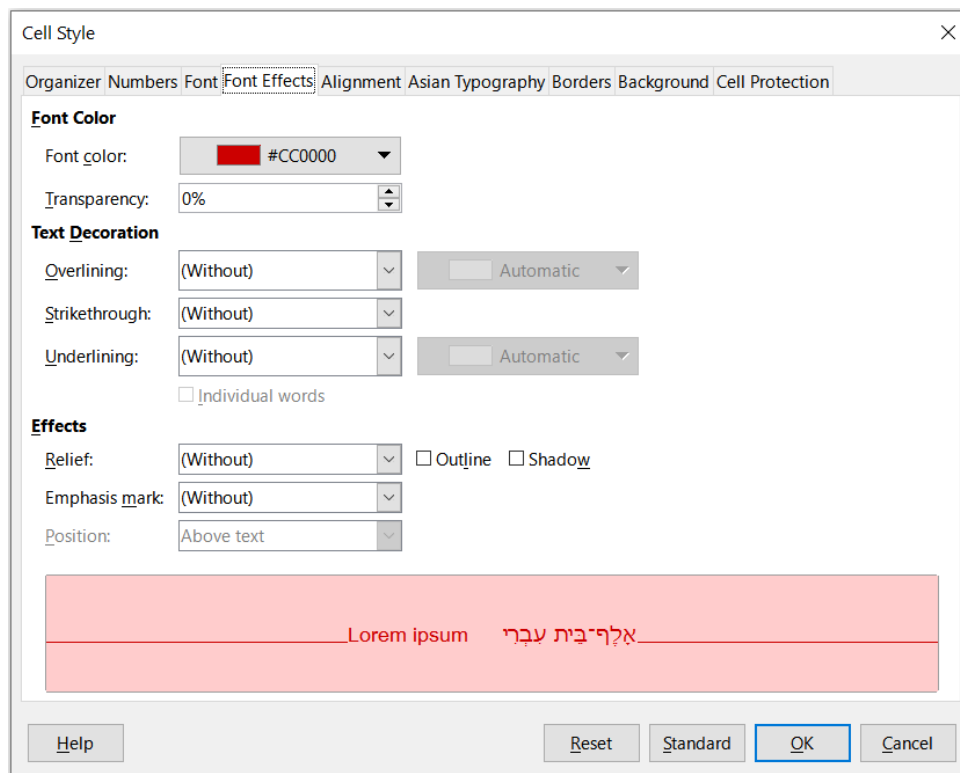 Cell Style
Organizer Numbers Font Font Effects Alignment Asian Typography Borders Background Cell Protection
Font Color
Font color: #CC0000
Transparency: 0%
Text Decoration
Overlining: (Without) Automatic
Strikethrough: (Without)
Underlining: (Without) Automatic
Individual words
Effects
Relief: (Without) Outline Shadow
Emphasis mark: (Without)
Position: Above text
Lorem ipsum אָלֶף־בֵּית עִבְרִי
Help Reset Standard OK Cancel